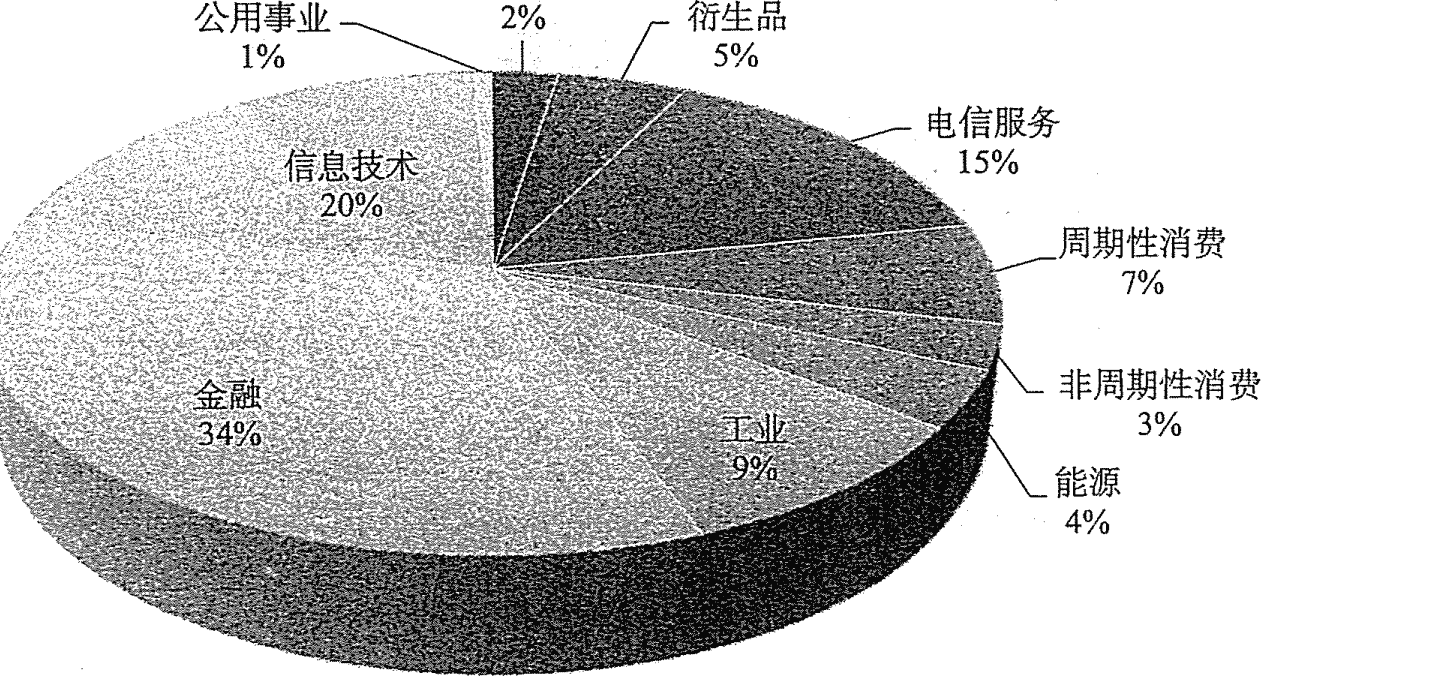 公用事业
1%
2%
衍生品
5%
电信服务
15%
信息技术
20%
周期性消费
7%
非周期性消费
3%
金融
34%
工业
9%
能源
4%